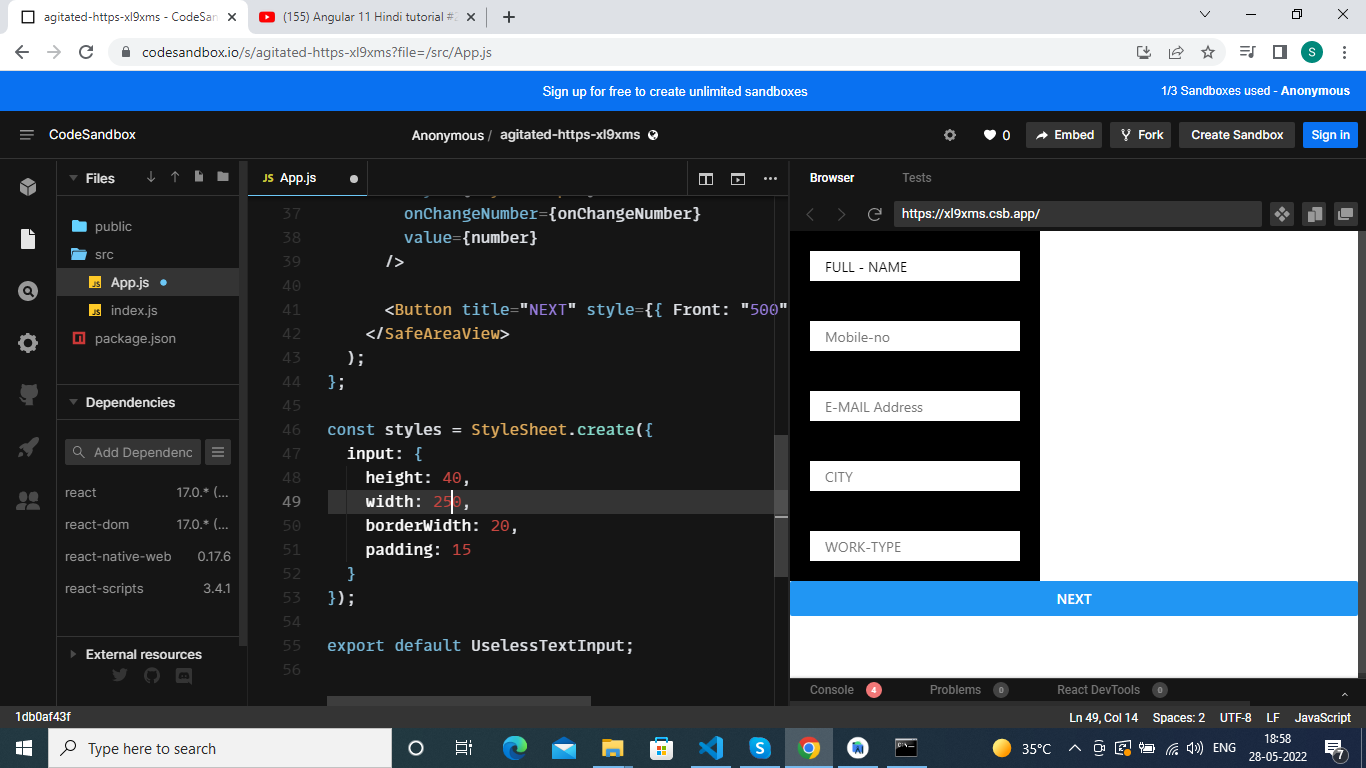 agitated-https-xl9xms - CodeSan
(155) Angular 11 Hindi tutorial #2
codesandbox.io/s/agitated-https-xl9xms?file=/src/App.js
S
Sign up for free to create unlimited sandboxes
1/3 Sandboxes used - Anonymous
CodeSandbox
Anonymous / agitated-https-xl9xms
0
Embed
Fork
Create Sandbox
Sign in
Files
public
src
JS App.js
JS index.js
package.json
Dependencies
Add Dependenc
react 17.0.* (...
react-dom 17.0.* (...
react-native-web 0.17.6
react-scripts 3.4.1
External resources
JS App.js
37 onChangeNumber={onChangeNumber}
38 value={number}
39 />
40
41 <Button title="NEXT" style={{ Front: "500"
42 </SafeAreaView>
43 );
44 };
45
46 const styles = StyleSheet.create({
47 input: {
48 height: 40,
49 width: 250,
50 borderWidth: 20,
51 padding: 15
52 }
53 });
54
55 export default UselessTextInput;
56
Browser
Tests
https://xl9xms.csb.app/
FULL - NAME
Mobile-no
E-MAIL Address
CITY
WORK-TYPE
NEXT
Console 4
Problems 0
React DevTools 0
1db0af43f
Ln 49, Col 14
Spaces: 2
UTF-8
LF
JavaScript
Type here to search
35°C
ENG
18:58
28-05-2022
7